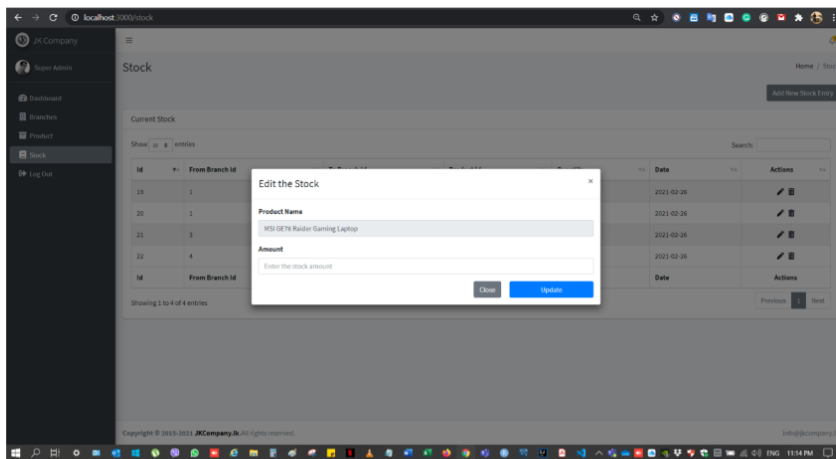 localhost:3000/stock
JK Company
Super Admin
Stock
Home / Stock
Dashboard
Branches
Product
Stock
Log Out
Add New Stock Entry
Current Stock
Show 10 entries
Search:
Id From Branch Id Date Actions
19 1 2021-02-26
20 1 2021-02-26
21 3 2021-02-26
22 4 2021-02-26
Id From Branch Id Date Actions
Showing 1 to 4 of 4 entries
Previous 1 Next
Edit the Stock
×
Product Name
MSI GE76 Raider Gaming Laptop
Amount
Enter the stock amount
Close Update
Copyright © 2015-2021 JKCompany.lk. All rights reserved.
ENG 11:14 PM